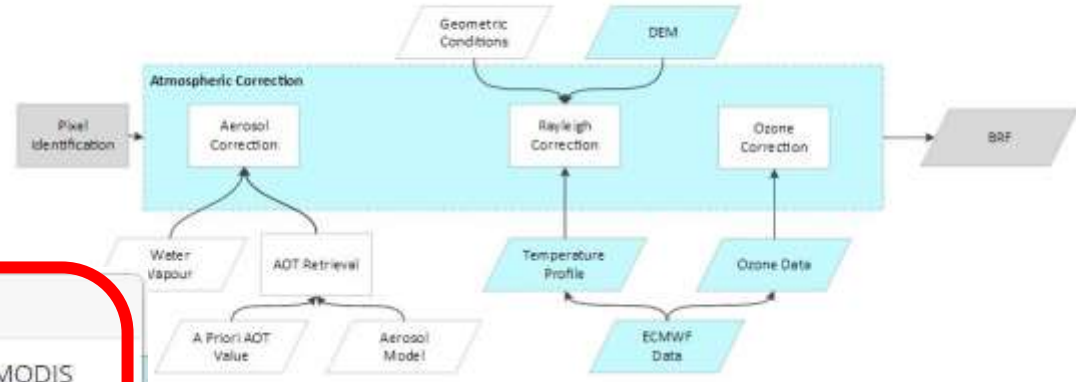 Geometric
Conditions
DEM
Atmospheric Correction
Pixel
Identification
Aerosol
Correction
Rayleigh
Correction
Ozone
Correction
BRF
Water
Vapour
AOT Retrieval
Temperature
Profile
Ozone Data
A Priori AOT
Value
Aerosol
Model
ECMWF
Data
MODIS